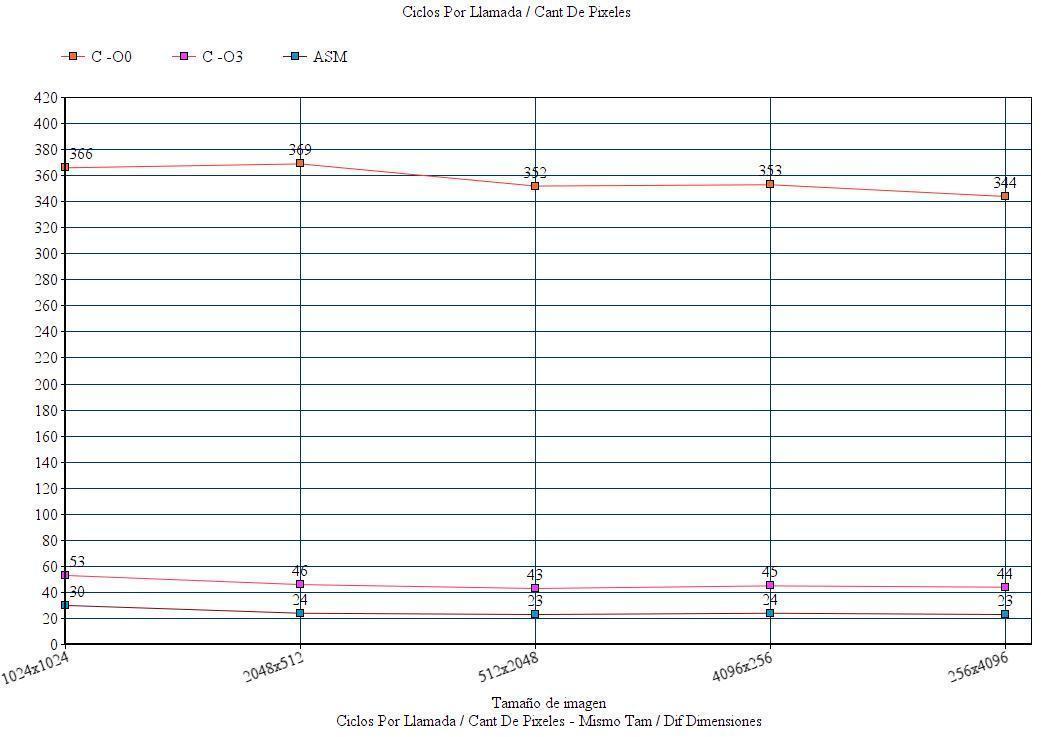 Ciclos Por Llamada / Cant De Pixeles
C -O0 C -O3 ASM
420
400
380
360
340
320
300
280
260
240
220
200
180
160
140
120
100
80
60
40
20
0
366 369 352 353 344
53 46 43 45 44
30 24 23 24 23
1024x1024 2048x512 512x2048 4096x256 256x4096
Tamaño de imagen
Ciclos Por Llamada / Cant De Pixeles - Mismo Tam / Dif Dimensiones